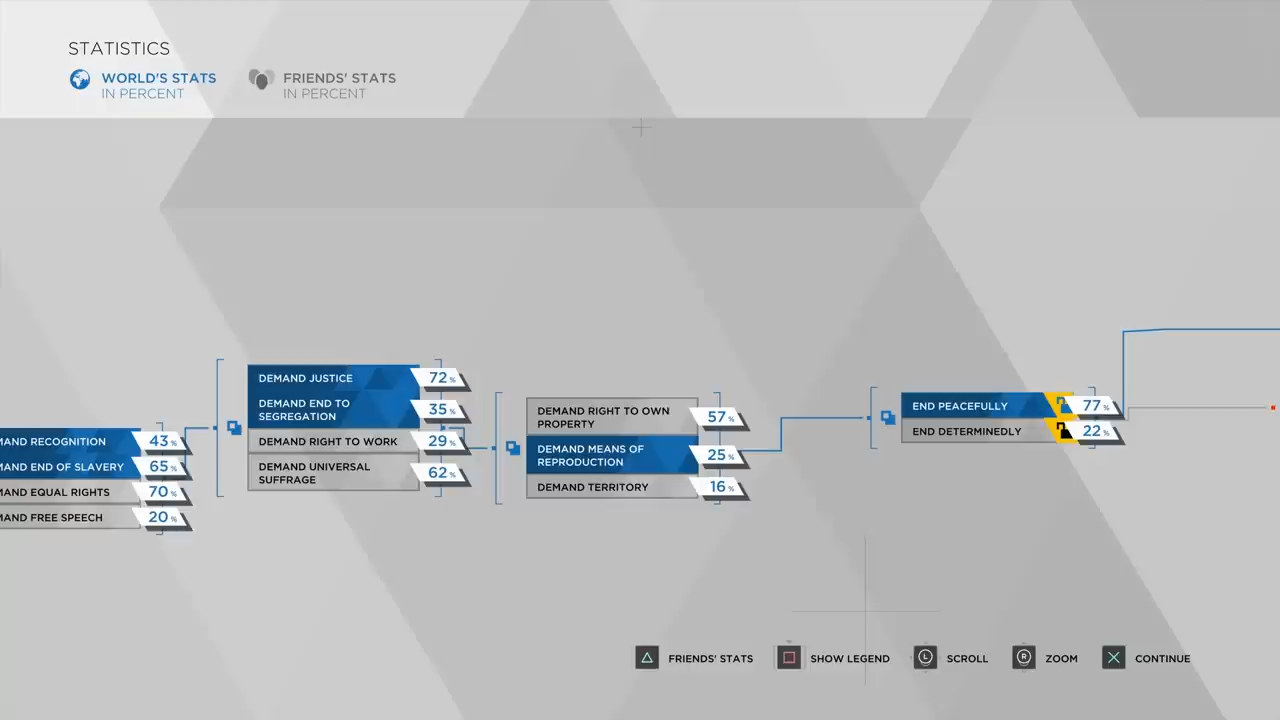 STATISTICS
WORLD'S STATS
IN PERCENT
FRIENDS' STATS
IN PERCENT
MAND RECOGNITION 43 %
MAND END OF SLAVERY 65 %
MAND EQUAL RIGHTS 70 %
MAND FREE SPEECH 20 %
DEMAND JUSTICE 72 %
DEMAND END TO
SEGREGATION 35 %
DEMAND RIGHT TO WORK 29 %
DEMAND UNIVERSAL
SUFFRAGE 62 %
DEMAND RIGHT TO OWN
PROPERTY 57 %
DEMAND MEANS OF
REPRODUCTION 25 %
DEMAND TERRITORY 16 %
END PEACEFULLY 77 %
END DETERMINEDLY 22 %
FRIENDS' STATS
SHOW LEGEND
L SCROLL
R ZOOM
CONTINUE